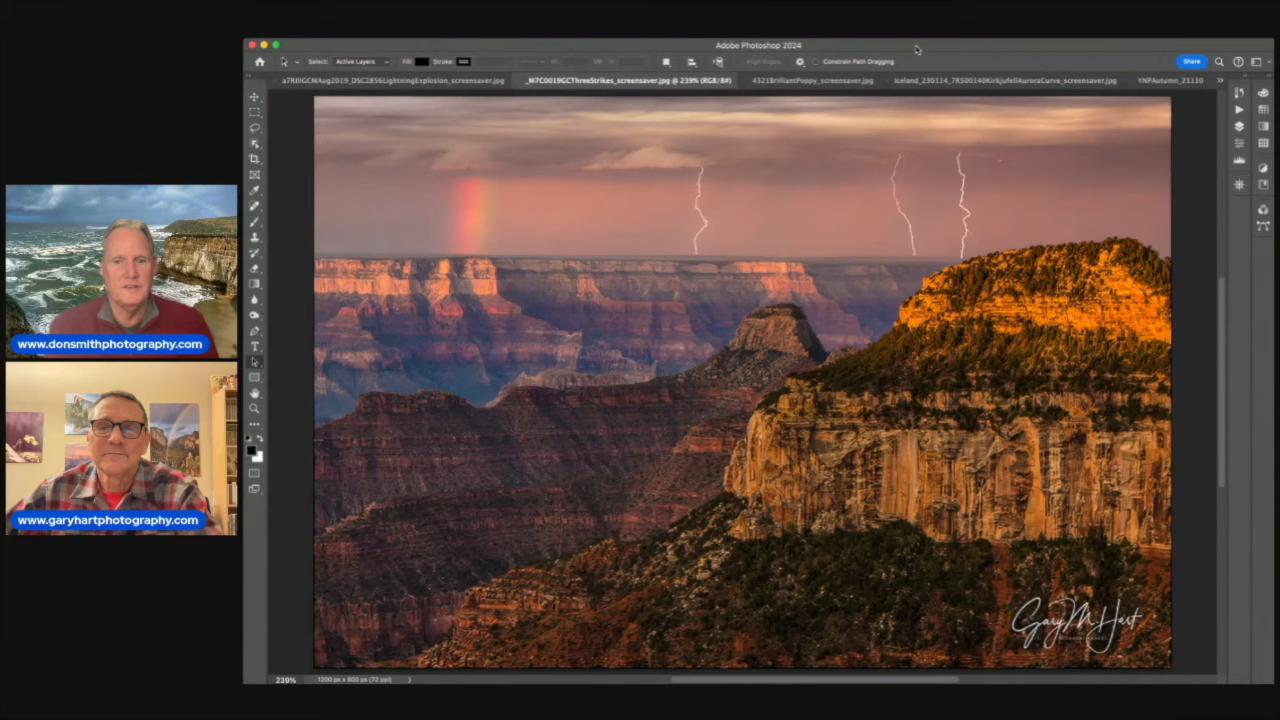 Adobe Photoshop 2024
Select: Active Layers Fill: Stroke: Align Edges Constrain Path Dragging Share
a7RIIIGCMAug2019_DSC2856LightningExplosion_screensaver.jpg _M7C0019GCThreeStrikes_screensaver.jpg @ 239% (RGB/8#) 4321BrilliantPoppy_screensaver.jpg Iceland_230114_7RS00140KirkjufellAuroraCurve_screensaver.jpg YNPAutumn_21110
www.donsmithphotography.com
www.garyhartphotography.com
Gary M Hart
239% 1200 px x 800 px (72 ppi)